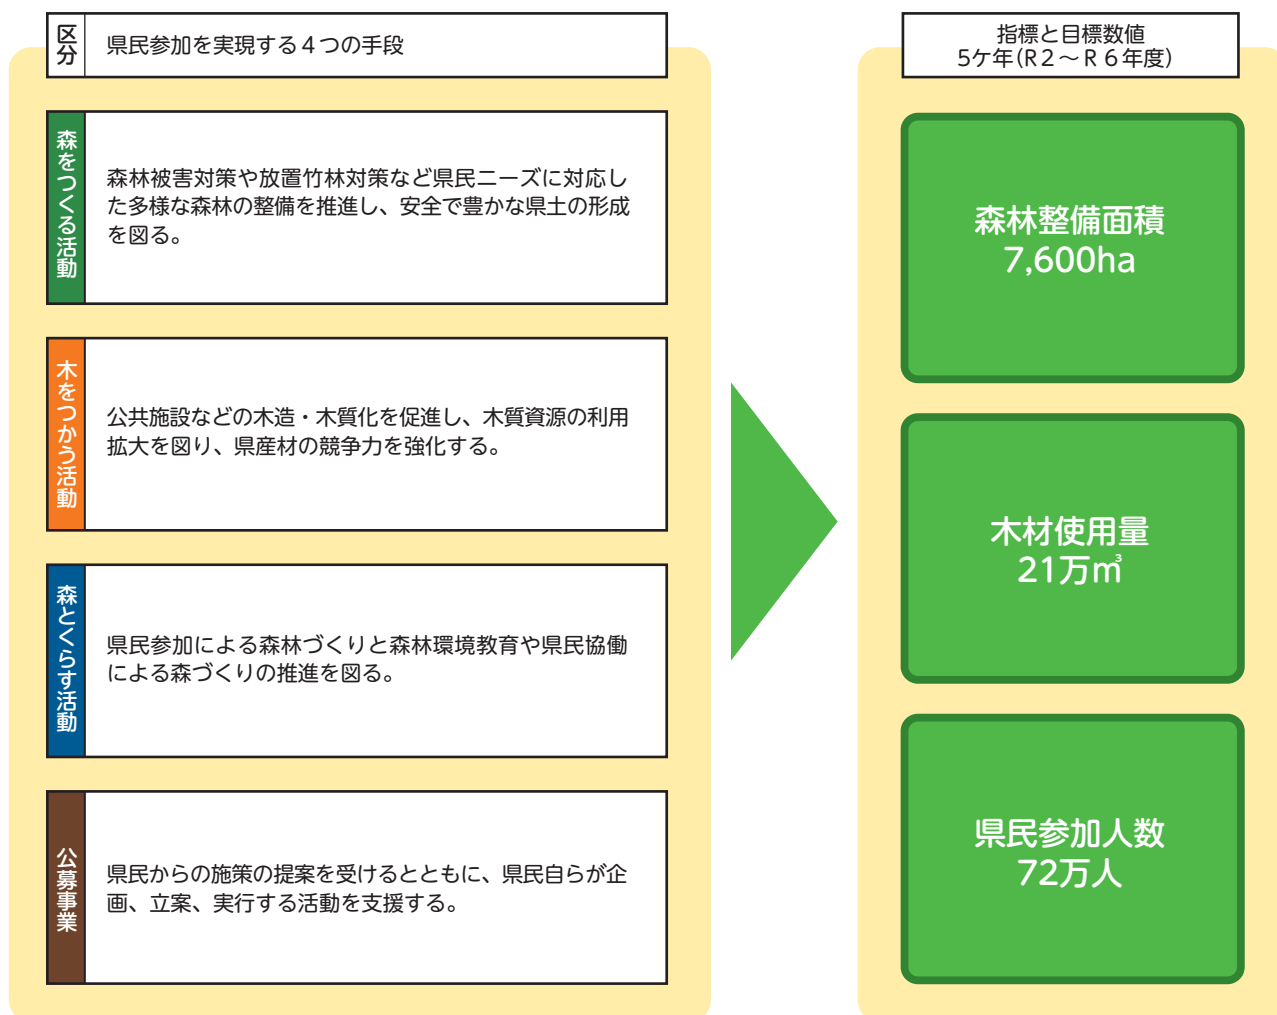 区分
県民参加を実現する４つの手段
森をつくる活動
森林被害対策や放置竹林対策など県民ニーズに対応し
た多様な森林の整備を推進し、安全で豊かな県土の形成
を図る。
木をつかう活動
公共施設などの木造・木質化を促進し、木質資源の利用
拡大を図り、県産材の競争力を強化する。
森とくらす活動
県民参加による森林づくりと森林環境教育や県民協働
による森づくりの推進を図る。
公募事業
県民からの施策の提案を受けるとともに、県民自らが企
画、立案、実行する活動を支援する。
指標と目標数値
5ケ年（R２～Ｒ６年度）
森林整備面積
7,600ha
木材使用量
21万㎥
県民参加人数
72万人